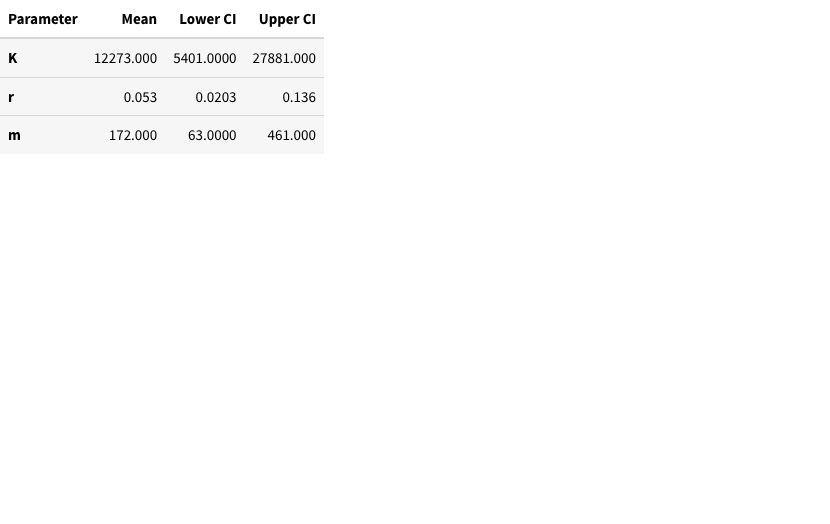 Parameter Mean Lower CI Upper CI
K 12273.000 5401.0000 27881.000
r 0.053 0.0203 0.136
m 172.000 63.0000 461.000